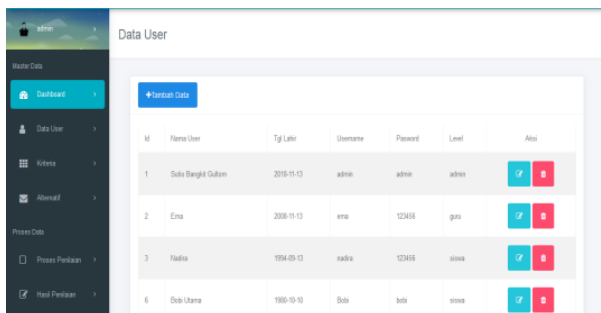 admin
Data User
Master Data
Dashboard
+Tambah Data
Data User
Id Nama User Tgl Lahir Username Password Level Aksi
Kriteria
1 Sokio Bangkit Gultom 2018-11-13 admin admin admin
Alternatif
2 Erna 2008-11-13 erna 123456 guru
Proses Data
Proses Penilaian
3 Nadira 1994-09-13 nadira 123456 siswa
Hasil Penilaian
6 Bobi Utama 1980-10-10 Bobi bobi siswa